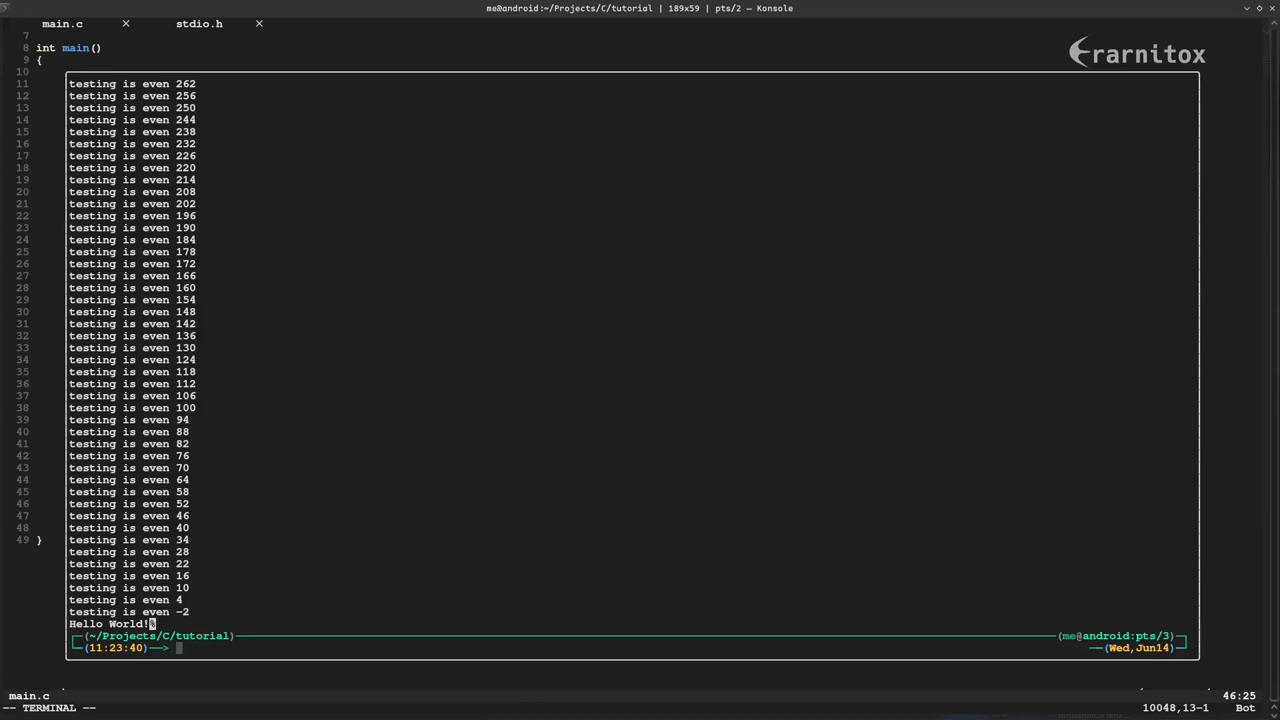 me@android:~/Projects/C/tutorial | 189x59 | pts/2 — Konsole
main.c × stdio.h ×
rarnitox
7
8 int main()
9 {
10
11 testing is even 262
12 testing is even 256
13 testing is even 250
14 testing is even 244
15 testing is even 238
16 testing is even 232
17 testing is even 226
18 testing is even 220
19 testing is even 214
20 testing is even 208
21 testing is even 202
22 testing is even 196
23 testing is even 190
24 testing is even 184
25 testing is even 178
26 testing is even 172
27 testing is even 166
28 testing is even 160
29 testing is even 154
30 testing is even 148
31 testing is even 142
32 testing is even 136
33 testing is even 130
34 testing is even 124
35 testing is even 118
36 testing is even 112
37 testing is even 106
38 testing is even 100
39 testing is even 94
40 testing is even 88
41 testing is even 82
42 testing is even 76
43 testing is even 70
44 testing is even 64
45 testing is even 58
46 testing is even 52
47 testing is even 46
48 testing is even 40
49 } testing is even 34
testing is even 28
testing is even 22
testing is even 16
testing is even 10
testing is even 4
testing is even -2
Hello World!%
(~/Projects/C/tutorial) (me@android:pts/3)
(11:23:40)──> (Wed,Jun14)
main.c 46:25
-- TERMINAL -- 10048,13-1 Bot